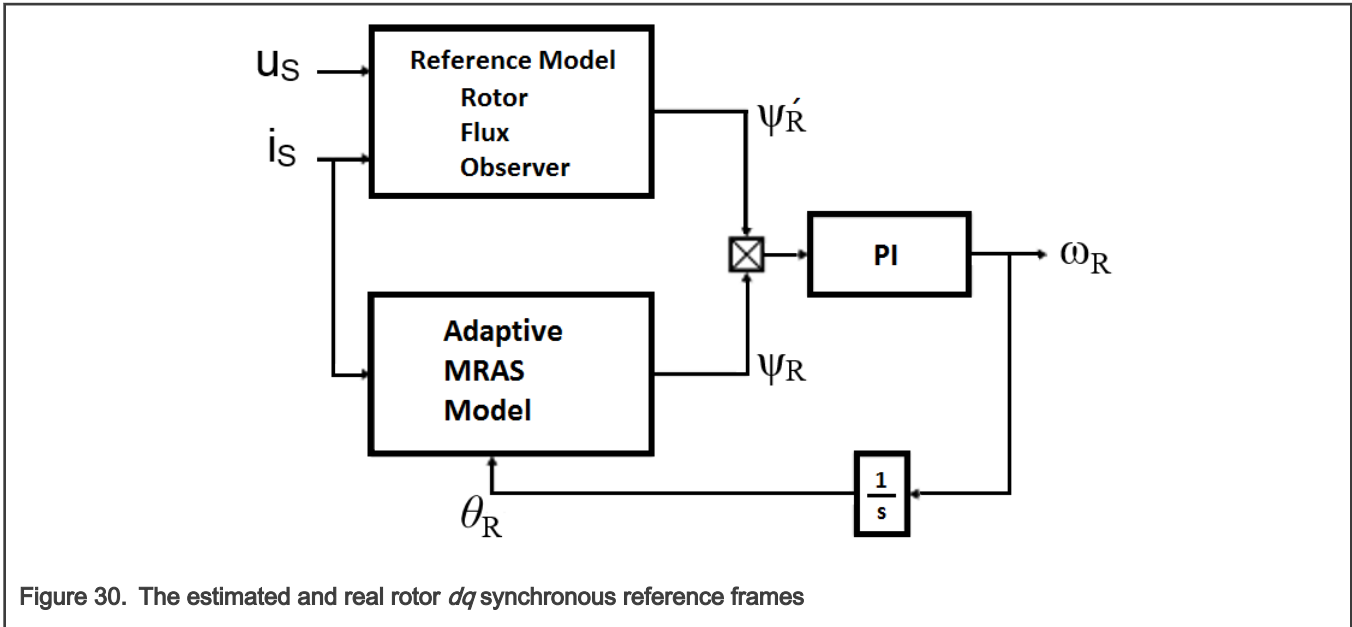 uS
Reference Model
Rotor
Flux
Observer
iS
ψŔ
PI
ωR
Adaptive
MRAS
Model
ψR
1
s
θR
Figure 30. The estimated and real rotor dq synchronous reference frames